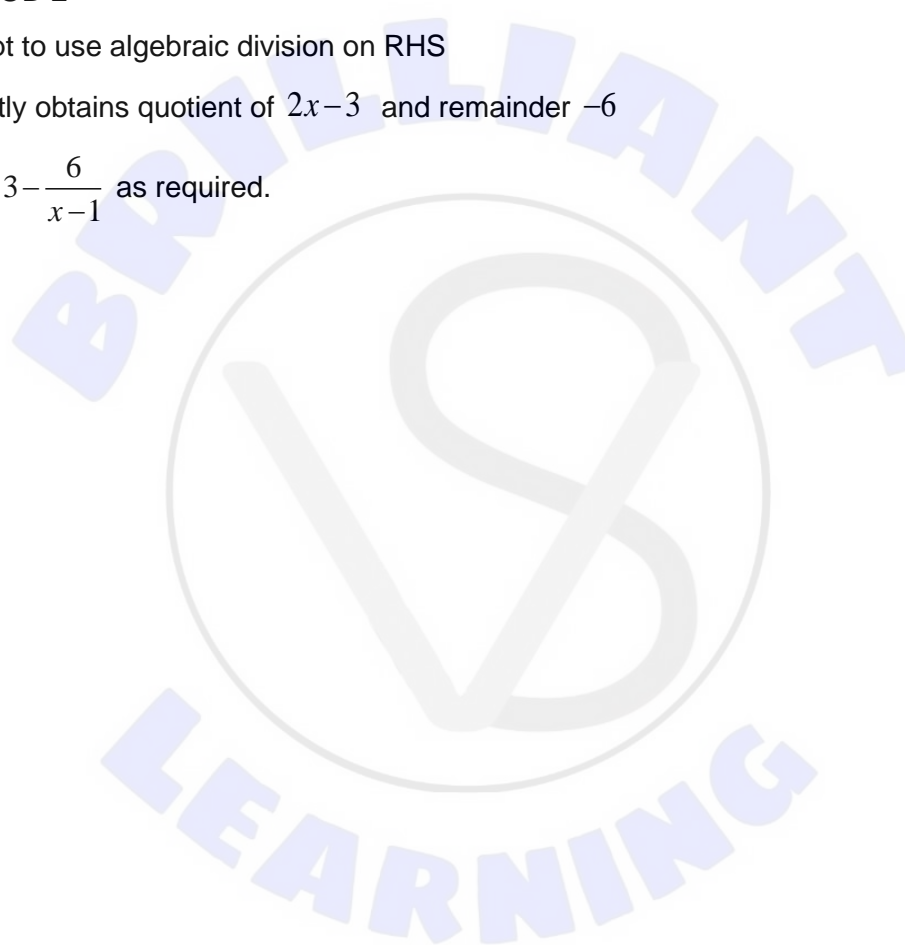 ot to use algebraic division on RHS
tly obtains quotient of 2x−3 and remainder −6
3−6/(x−1) as required.
BRILLIANT
VS
LEARNING